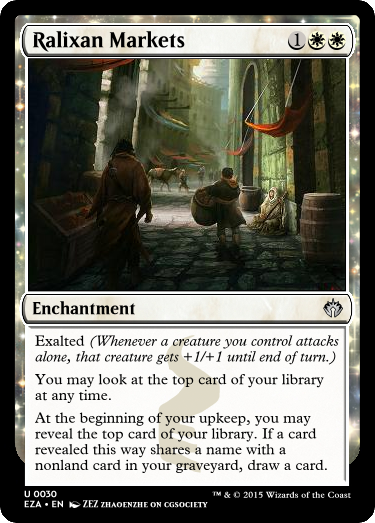 Ralixan Markets 1
Enchantment
Exalted (Whenever a creature you control attacks
alone, that creature gets +1/+1 until end of turn.)
You may look at the top card of your library
at any time.
At the beginning of your upkeep, you may
reveal the top card of your library. If a card
revealed this way shares a name with a
nonland card in your graveyard, draw a card.
U 0030
EZA • EN ZEZ ZHAOENZHE ON CGSOCIETY
™ & © 2015 Wizards of the Coast